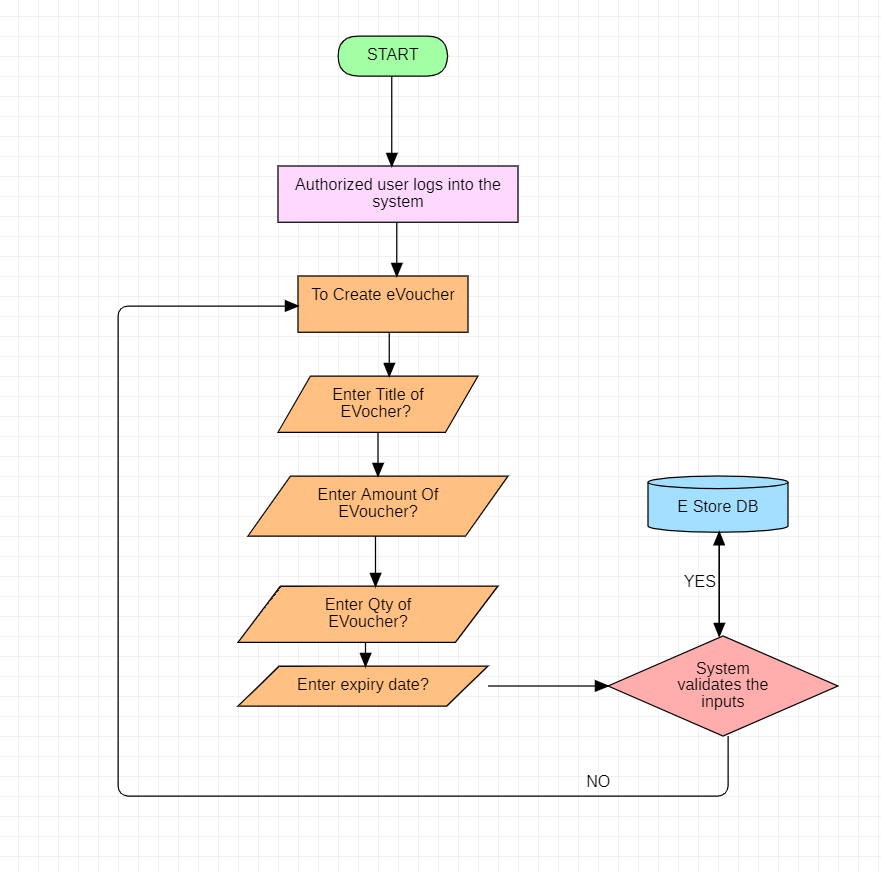 START
Authorized user logs into the
system
To Create eVoucher
Enter Title of
EVocher?
Enter Amount Of
EVoucher?
E Store DB
YES
Enter Qty of
EVoucher?
Enter expiry date?
System
validates the
inputs
NO